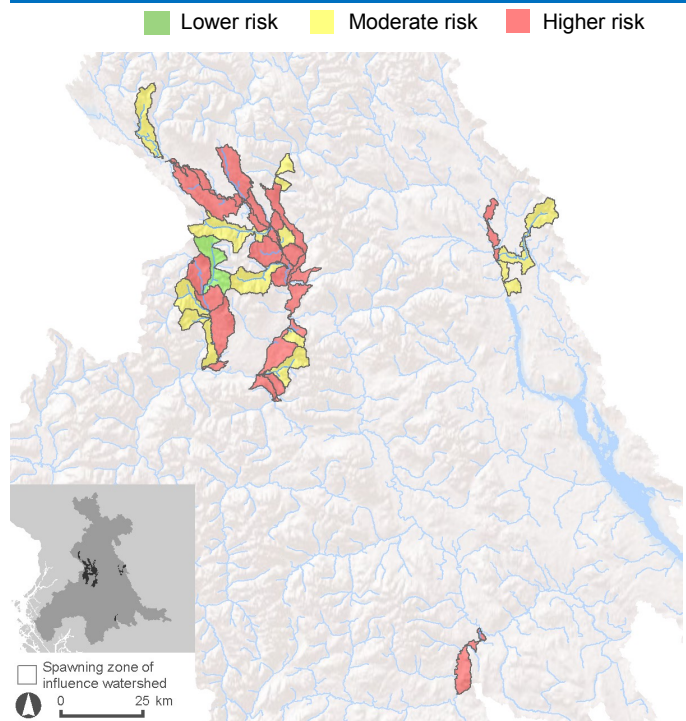 Lower risk Moderate risk Higher risk
Spawning zone of
influence watershed
0 25 km